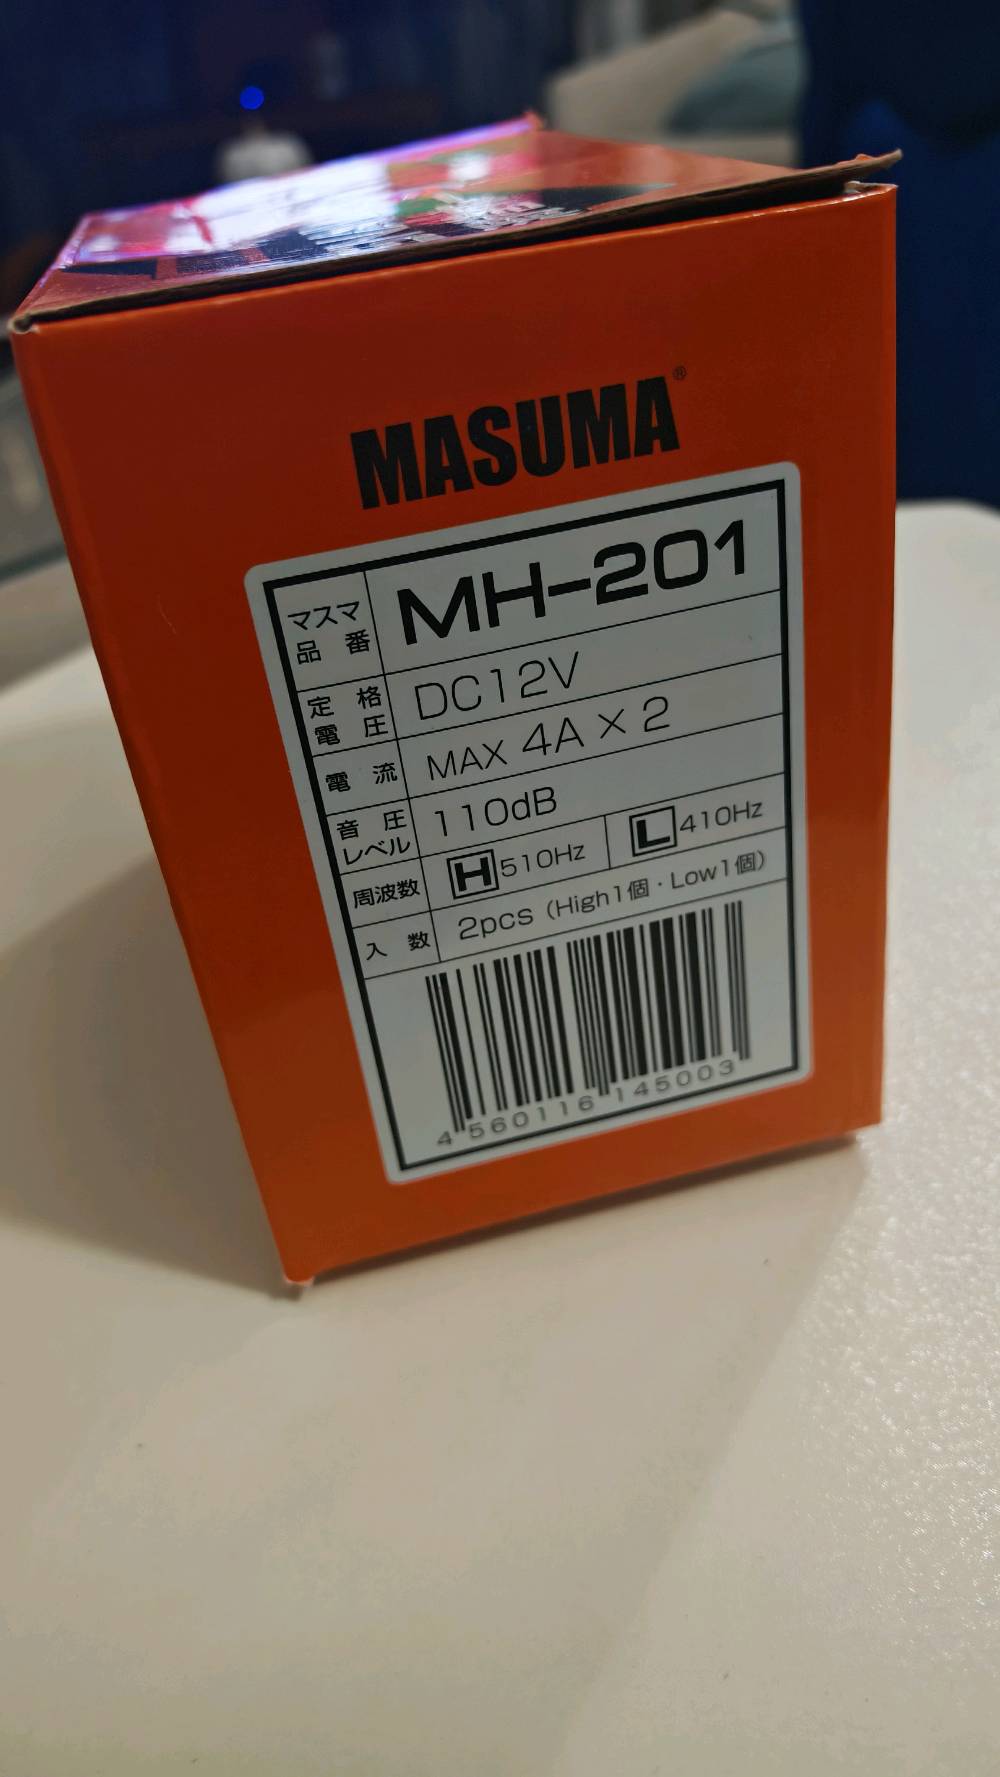 MASUMA®
マスマ品番 MH-201
定格電圧 DC12V
電流 MAX 4A × 2
音圧レベル 110dB
周波数 H 510Hz L 410Hz
入数 2pcs (High1個・Low1個)
4 560116 145003